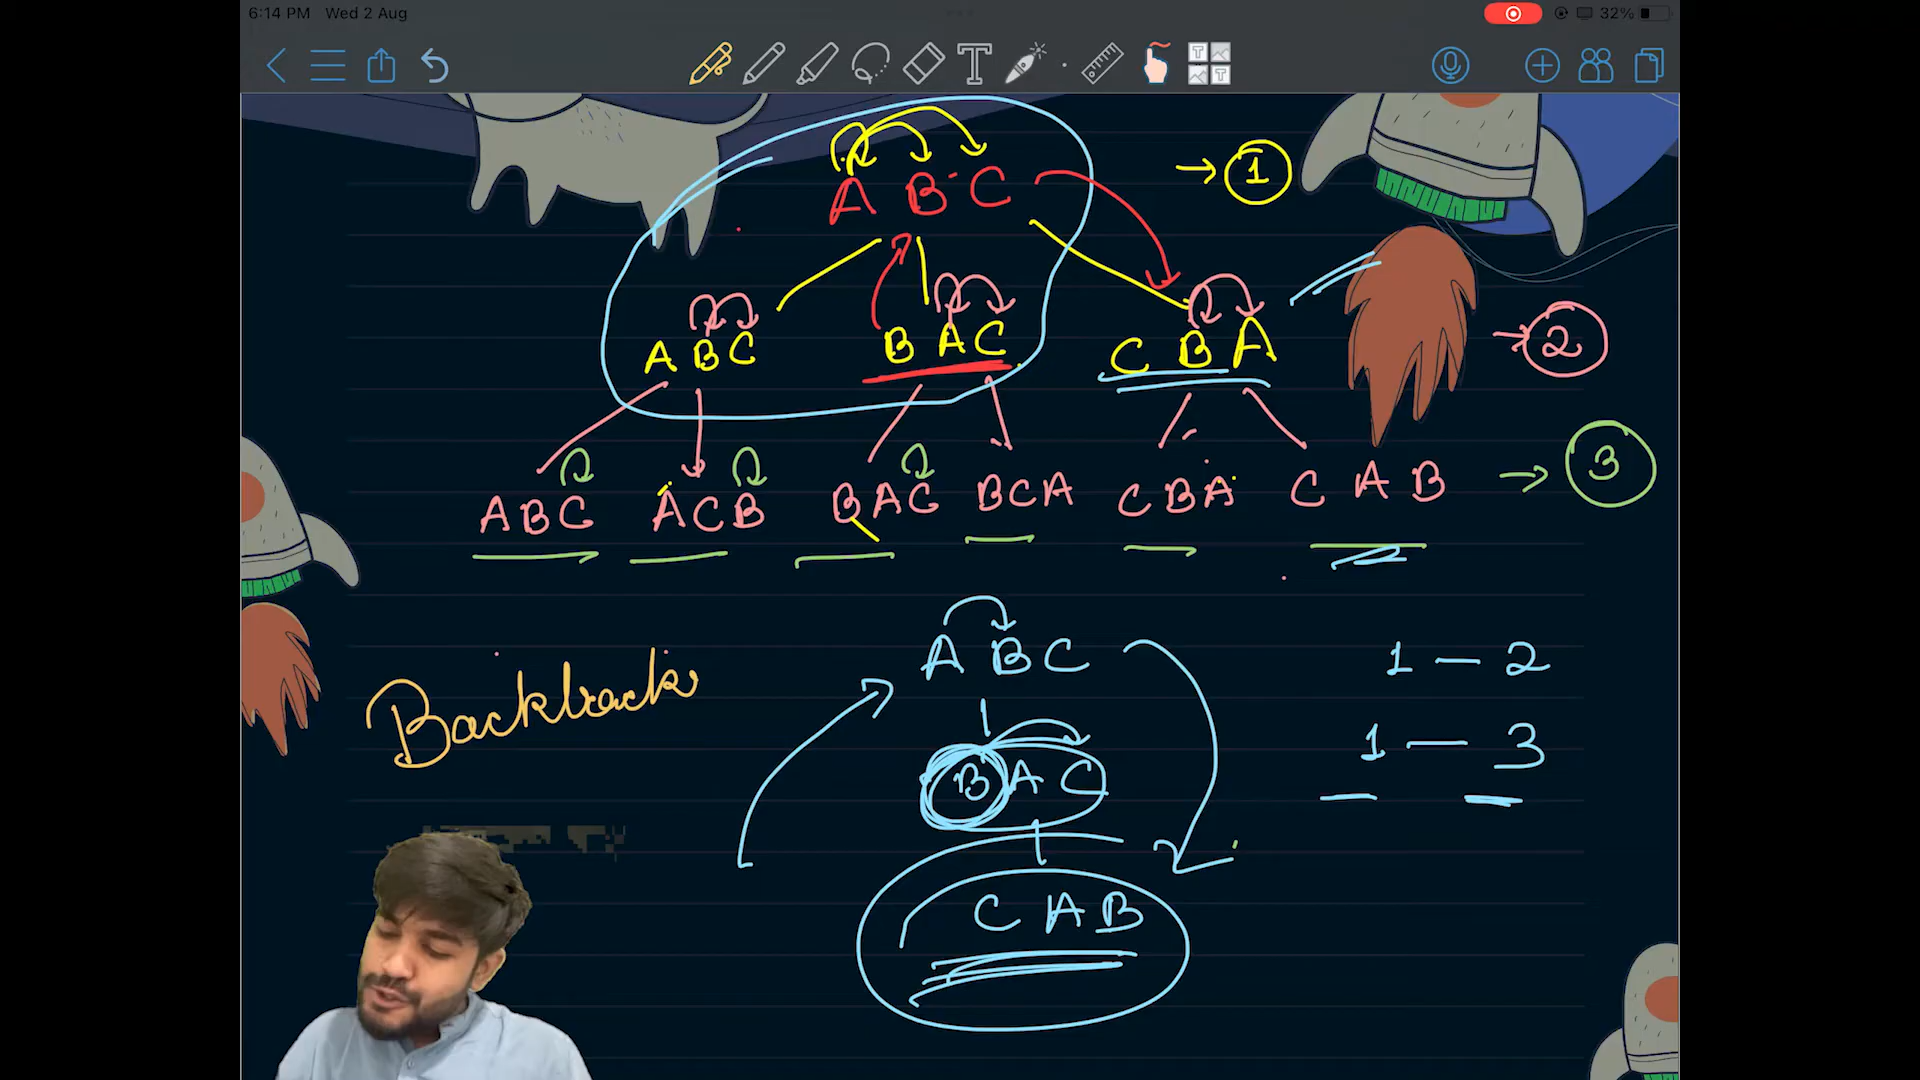 6:14 PM Wed 2 Aug 32%
A B C → 1
A B C B A C C B A → 2
A B C A C B B A C B C A C B A C A B → 3
A B C 1 — 2
Backtrack
B A C 1 — 3
C A B